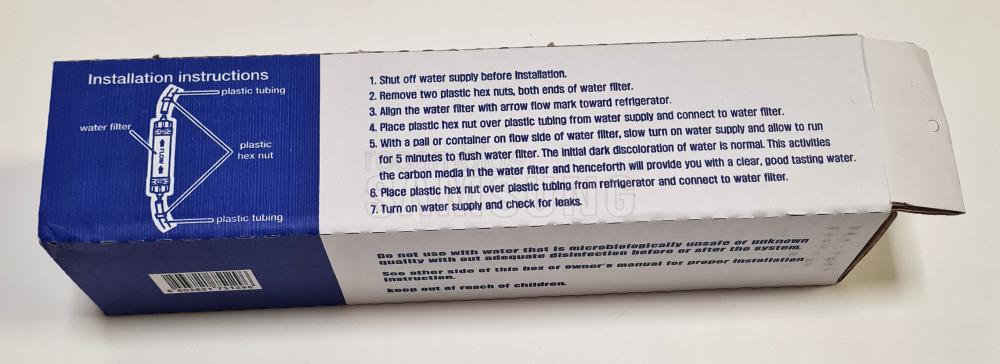 Installation instructions
plastic tubing
water filter
FLOW
plastic
hex nut
plastic tubing
1. Shut off water supply before Installation.
2. Remove two plastic hex nuts, both ends of water filter.
3. Align the water filter with arrow flow mark toward refrigerator.
4. Place plastic hex nut over plastic tubing from water supply and connect to water filter.
5. With a pail or container on flow side of water filter, slow turn on water supply and allow to run
for 5 minutes to flush water filter. The initial dark discoloration of water is normal. This activities
the carbon media in the water filter and henceforth will provide you with a clear, good tasting water.
6. Place plastic hex nut over plastic tubing from refrigerator and connect to water filter.
7. Turn on water supply and check for leaks.
SAMSUNG
Do not use with water that is microbiologically unsafe or unknown
quality with out adequate disinfection before or after the system.
See other side of this box or owner's manual for proper installation
instruction.
keep out of reach of children.